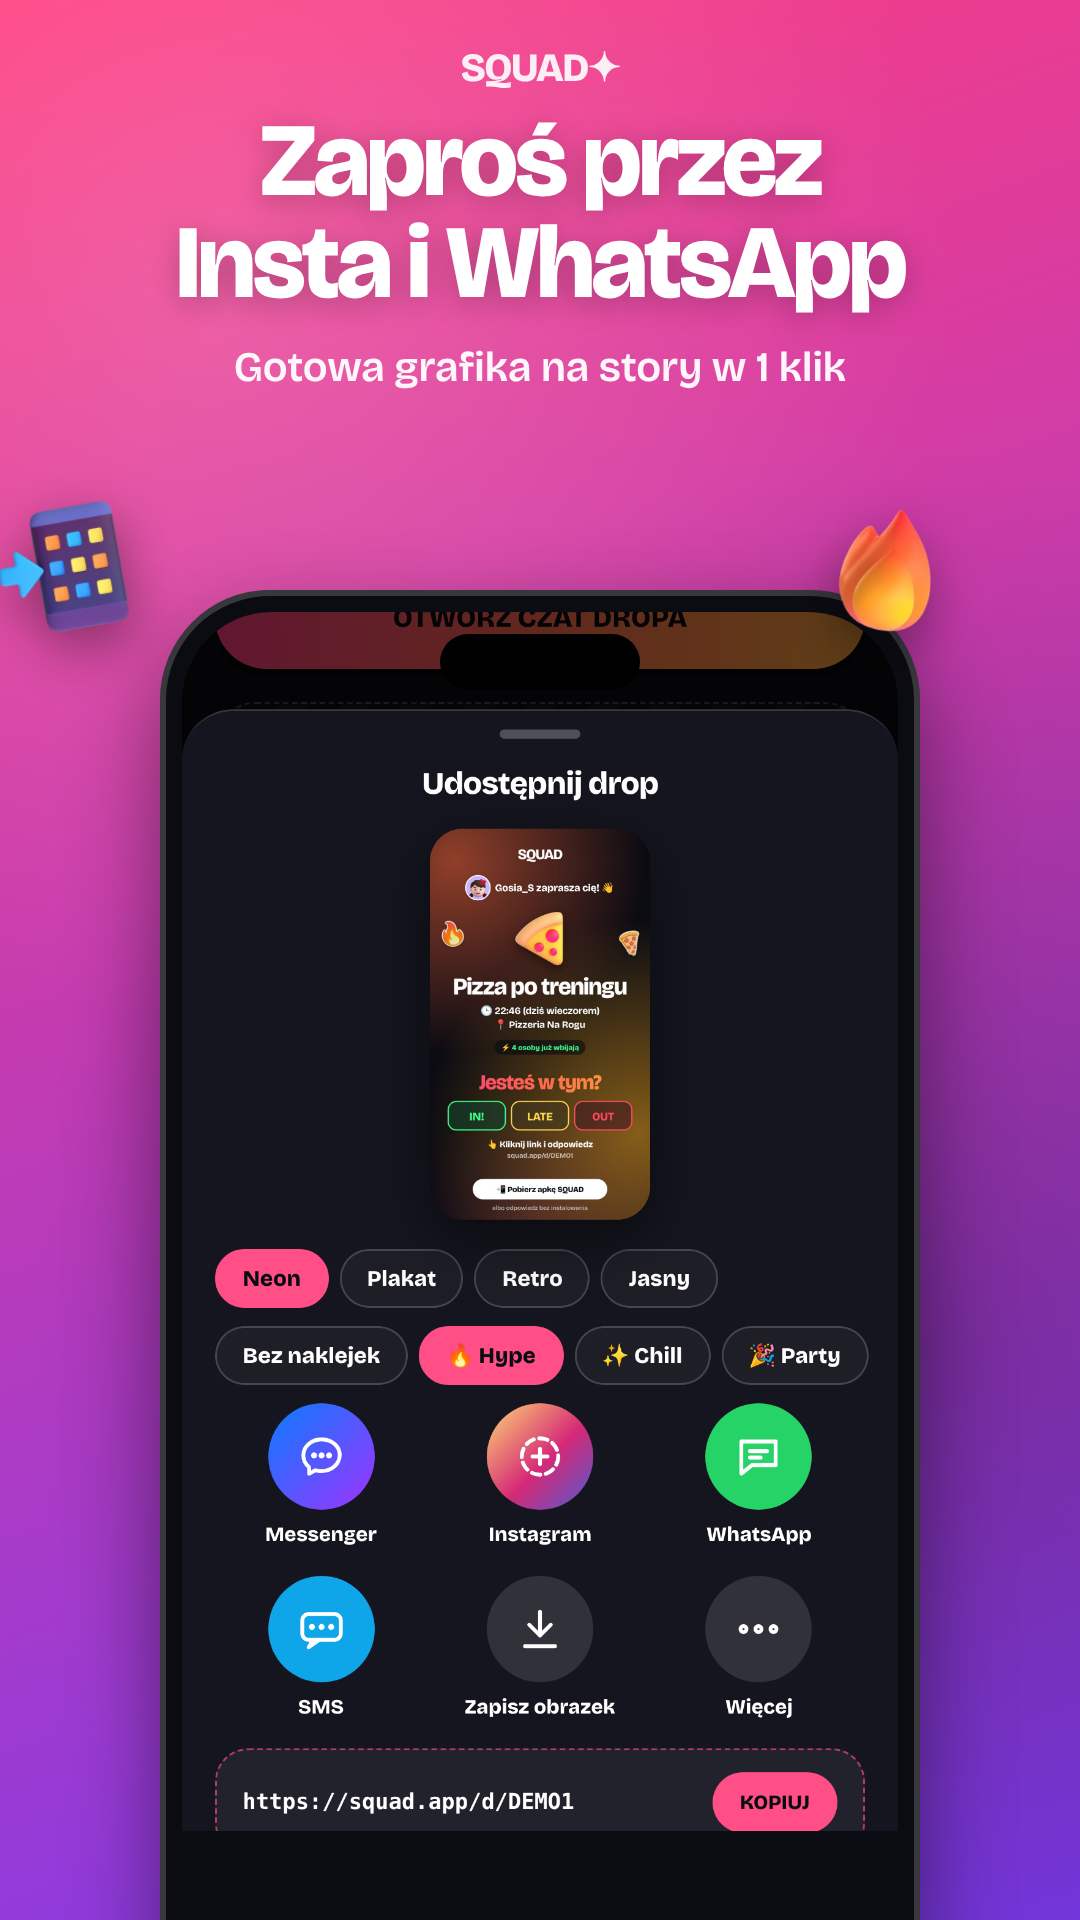 SQUAD
Zaproś przez
Insta i WhatsApp
Gotowa grafika na story w 1 klik
OTWÓRZ CZAT DROPA
Udostępnij drop
SQUAD
Gosia_S zaprasza cię! 👋
Pizza po treningu
🕒 22:46 (dziś wieczorem)
📍 Pizzeria Na Rogu
⚡ 4 osoby już wbijają
Jesteś w tym?
IN! LATE OUT
👆 Kliknij link i odpowiedz
squad.app/d/DEMO1
📲 Pobierz apkę SQUAD
albo odpowiedz bez instalowania
Neon Plakat Retro Jasny
Bez naklejek 🔥 Hype ✨ Chill 🎉 Party
Messenger Instagram WhatsApp
SMS Zapisz obrazek Więcej
https://squad.app/d/DEMO1 KOPIUJ